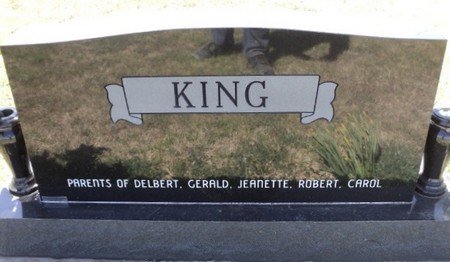 KING
PARENTS OF DELBERT, GERALD, JEANETTE, ROBERT, CAROL